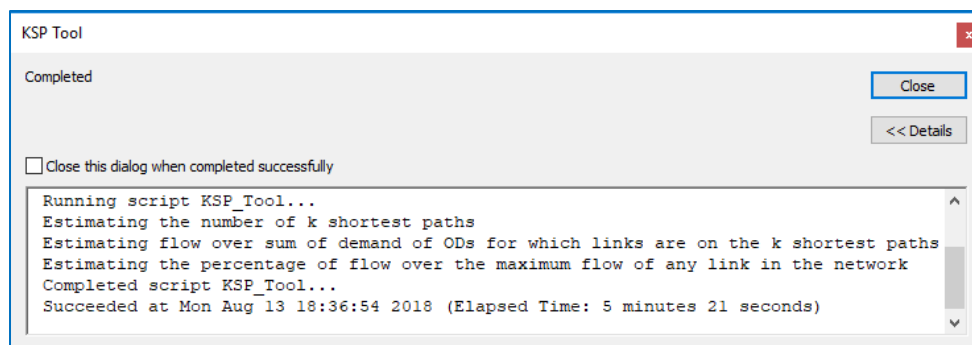 KSP Tool
x
Completed
Close
<< Details
Close this dialog when completed successfully
Running script KSP_Tool...
Estimating the number of k shortest paths
Estimating flow over sum of demand of ODs for which links are on the k shortest paths
Estimating the percentage of flow over the maximum flow of any link in the network
Completed script KSP_Tool...
Succeeded at Mon Aug 13 18:36:54 2018 (Elapsed Time: 5 minutes 21 seconds)